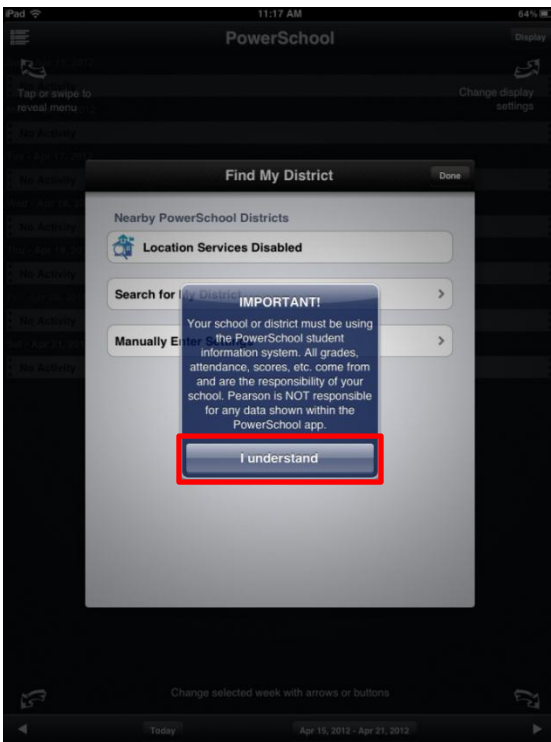 iPad 11:17 AM 64%
PowerSchool Display
Tap or swipe to
reveal menu
Change display
settings
No Activity
No Activity
No Activity
No Activity
No Activity
No Activity
Find My District Done
Nearby PowerSchool Districts
Location Services Disabled
Search for My District
Manually Enter Settings
IMPORTANT!
Your school or district must be using
the PowerSchool student
information system. All grades,
attendance, scores, etc. come from
and are the responsibility of your
school. Pearson is NOT responsible
for any data shown within the
PowerSchool app.
I understand
Change selected week with arrows or buttons
Today Apr 15, 2012 - Apr 21, 2012